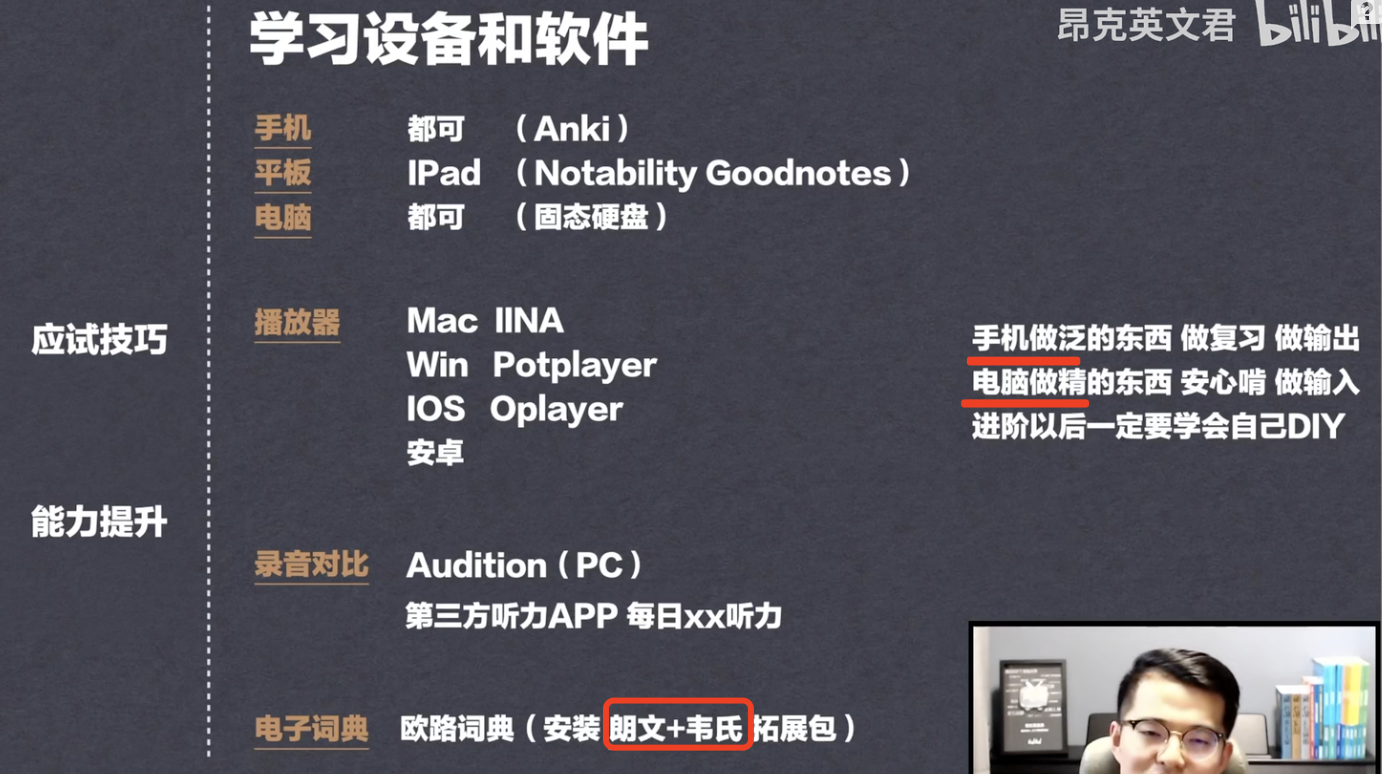 学习设备和软件
昂克英文君 bilibili
手机 都可 （Anki）
平板 IPad （Notability Goodnotes）
电脑 都可 （固态硬盘）
应试技巧
播放器 Mac IINA
Win Potplayer
IOS Oplayer
安卓
手机做泛的东西 做复习 做输出
电脑做精的东西 安心啃 做输入
进阶以后一定要学会自己DIY
能力提升
录音对比 Audition（PC）
第三方听力APP 每日xx听力
电子词典 欧路词典（安装 朗文+韦氏 拓展包）